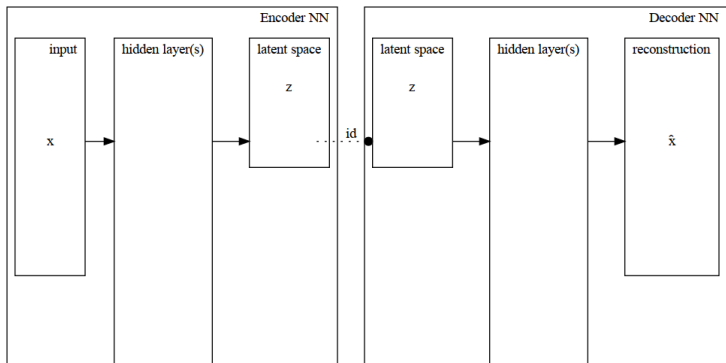 Encoder NN
input
hidden layer(s)
latent space
z
x
id
Decoder NN
latent space
hidden layer(s)
reconstruction
z
x̂